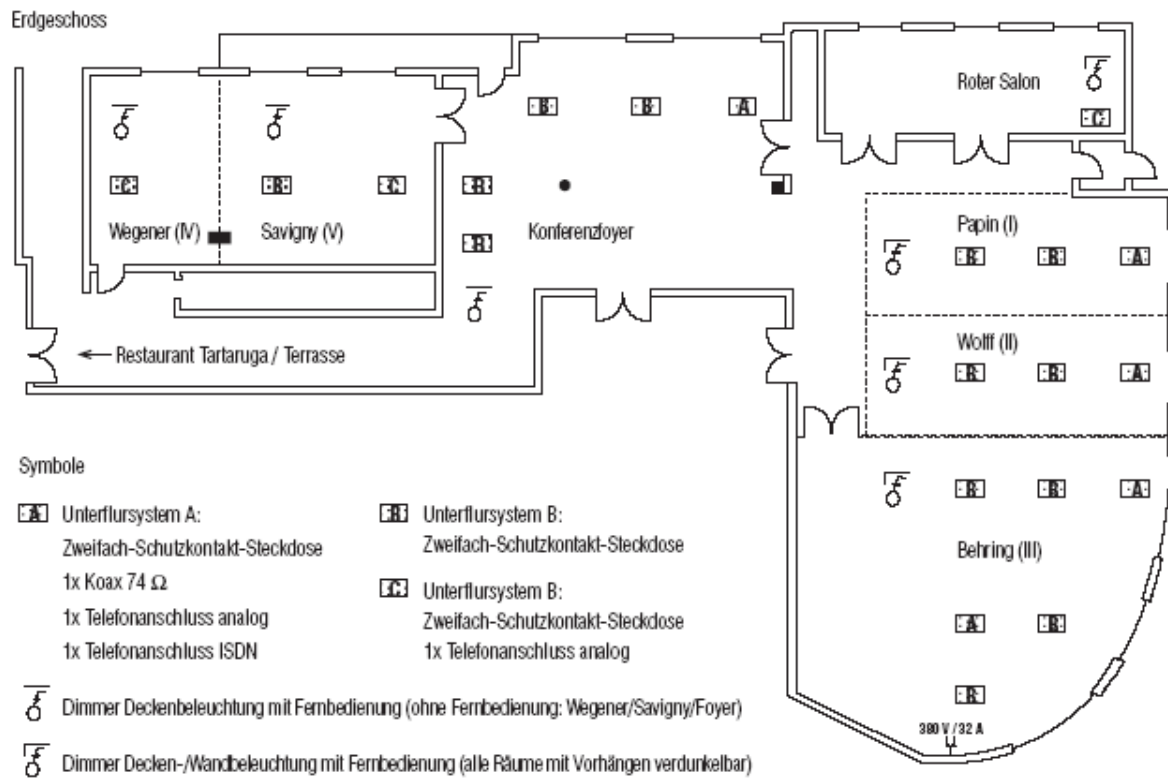 Erdgeschoss
Roter Salon
C
B B A
C B C B
Wegener (IV) Savigny (V) Konferenzfoyer
Papin (I)
B
B B A
Wolff (II)
← Restaurant Tartaruga / Terrasse
B B A
Symbole
B B A
A Unterflursystem A:
Zweifach-Schutzkontakt-Steckdose
1x Koax 74 Ω
1x Telefonanschluss analog
1x Telefonanschluss ISDN
B Unterflursystem B:
Zweifach-Schutzkontakt-Steckdose
C Unterflursystem B:
Zweifach-Schutzkontakt-Steckdose
1x Telefonanschluss analog
Behring (III)
A B
B
380 V / 32 A
Dimmer Deckenbeleuchtung mit Fernbedienung (ohne Fernbedienung: Wegener/Savigny/Foyer)
Dimmer Decken-/Wandbeleuchtung mit Fernbedienung (alle Räume mit Vorhängen verdunkelbar)